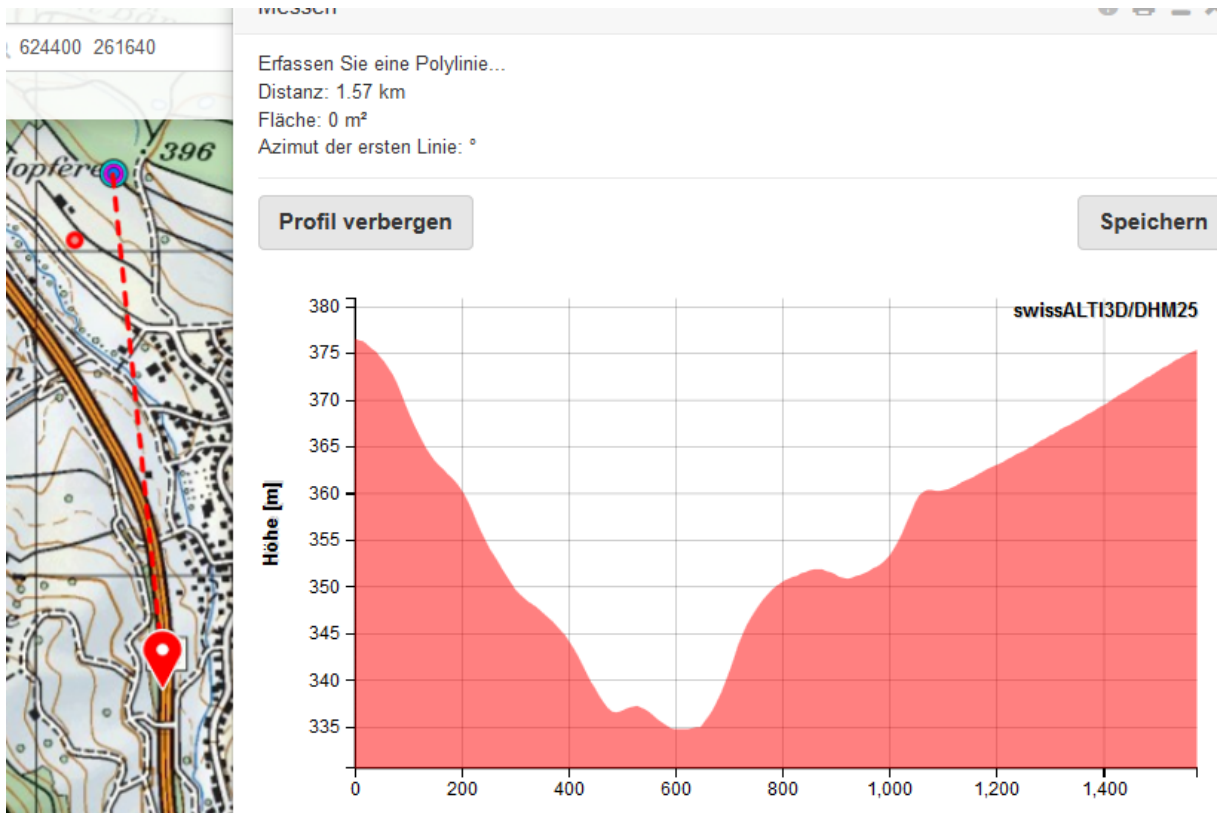 Messen
624400 261640
Erfassen Sie eine Polylinie...
Distanz: 1.57 km
Fläche: 0 m²
Azimut der ersten Linie: °
396
Profil verbergen
Speichern
swissALTI3D/DHM25
380
375
370
365
360
355
350
345
340
335
Höhe [m]
0 200 400 600 800 1,000 1,200 1,400